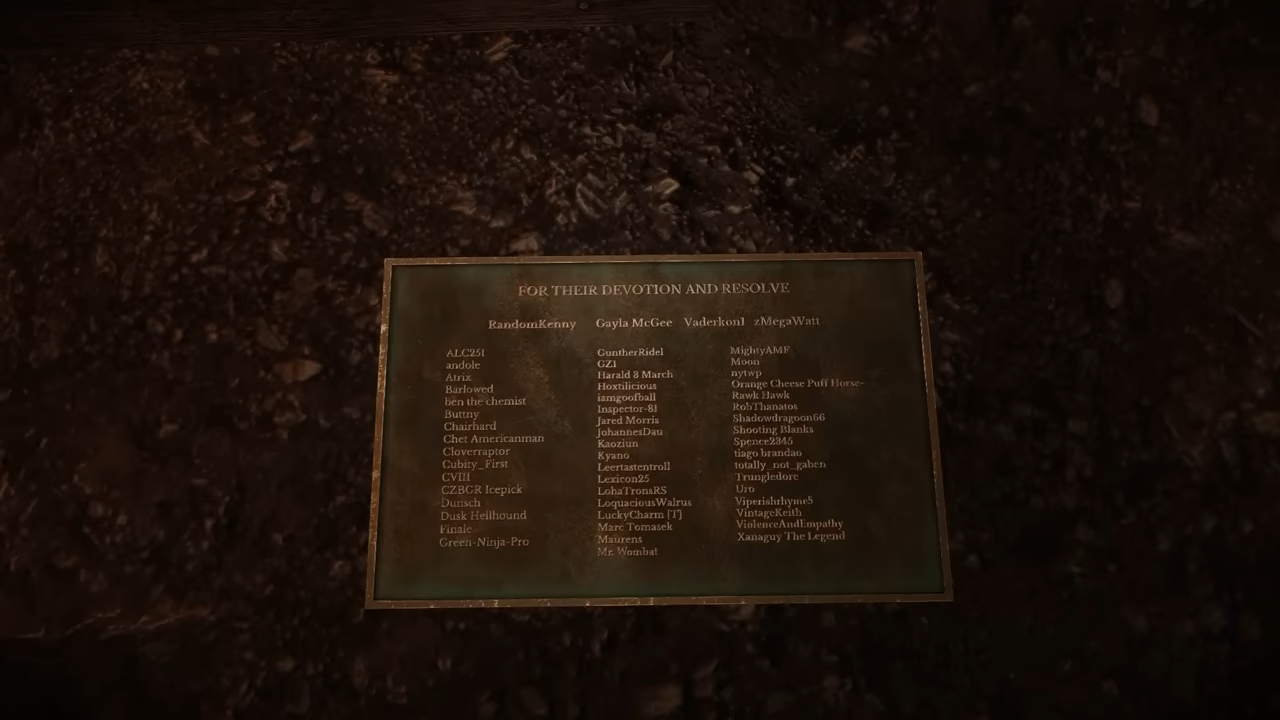 FOR THEIR DEVOTION AND RESOLVE
RandomKenny Gayla McGee Vaderkon1 zMegaWatt
ALC251
andole
Atrix
Barlowed
ben the chemist
Buttny
Chairhard
Chet Americanman
Cloverraptor
Cubity_First
CVIII
CZBGR Icepick
Dunsch
Dusk Hellhound
Finale
Green-Ninja-Pro
GuntherRidel
GZ1
Harald 3 March
Hoxtilicious
iamgoofball
Inspector-81
Jared Morris
JohannesDau
Kaoziun
Kyano
Leertastentroll
Lexicon25
LohaTronsRS
LoquaciousWalrus
LuckyCharm [T]
Marc Tomasek
Maurens
Mr. Wombat
MightyAMF
Moon
nytwp
Orange Cheese Puff Horse-
Rawk Hawk
RobThanatos
Shadowdragoon66
Shooting Blanks
Spence2345
tiago brandao
totally_not_gaben
Trungledore
Uro
Viperishrhyme5
VintageKeith
ViolenceAndEmpathy
Xanaguy The Legend